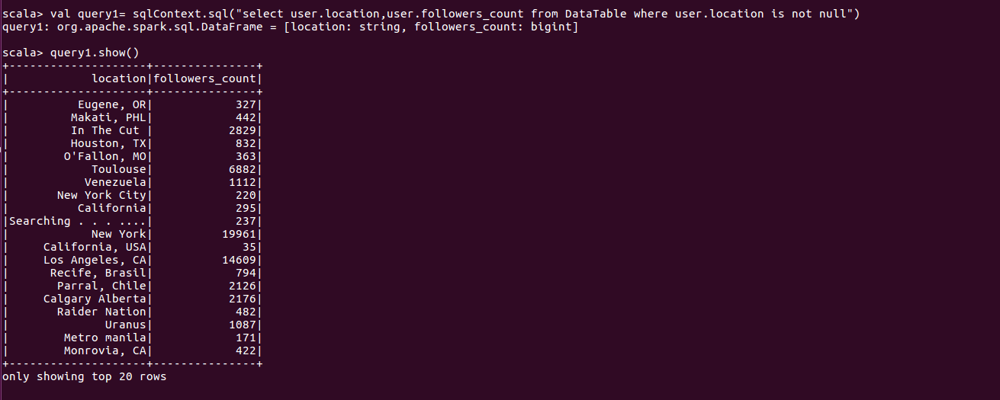 scala> val query1= sqlContext.sql("select user.location,user.followers_count from DataTable where user.location is not null")
query1: org.apache.spark.sql.DataFrame = [location: string, followers_count: bigint]
scala> query1.show()
+--------------------+---------------+
|            location|followers_count|
+--------------------+---------------+
|          Eugene, OR|            327|
|         Makati, PHL|            442|
|         In The Cut |           2829|
|         Houston, TX|            832|
|        O'Fallon, MO|            363|
|            Toulouse|           6882|
|           Venezuela|           1112|
|       New York City|            220|
|          California|            295|
|Searching . . . ....|            237|
|            New York|          19961|
|     California, USA|             35|
|     Los Angeles, CA|          14609|
|      Recife, Brasil|            794|
|       Parral, Chile|           2126|
|     Calgary Alberta|           2176|
|       Raider Nation|            482|
|              Uranus|           1087|
|        Metro manila|            171|
|        Monrovia, CA|            422|
+--------------------+---------------+
only showing top 20 rows